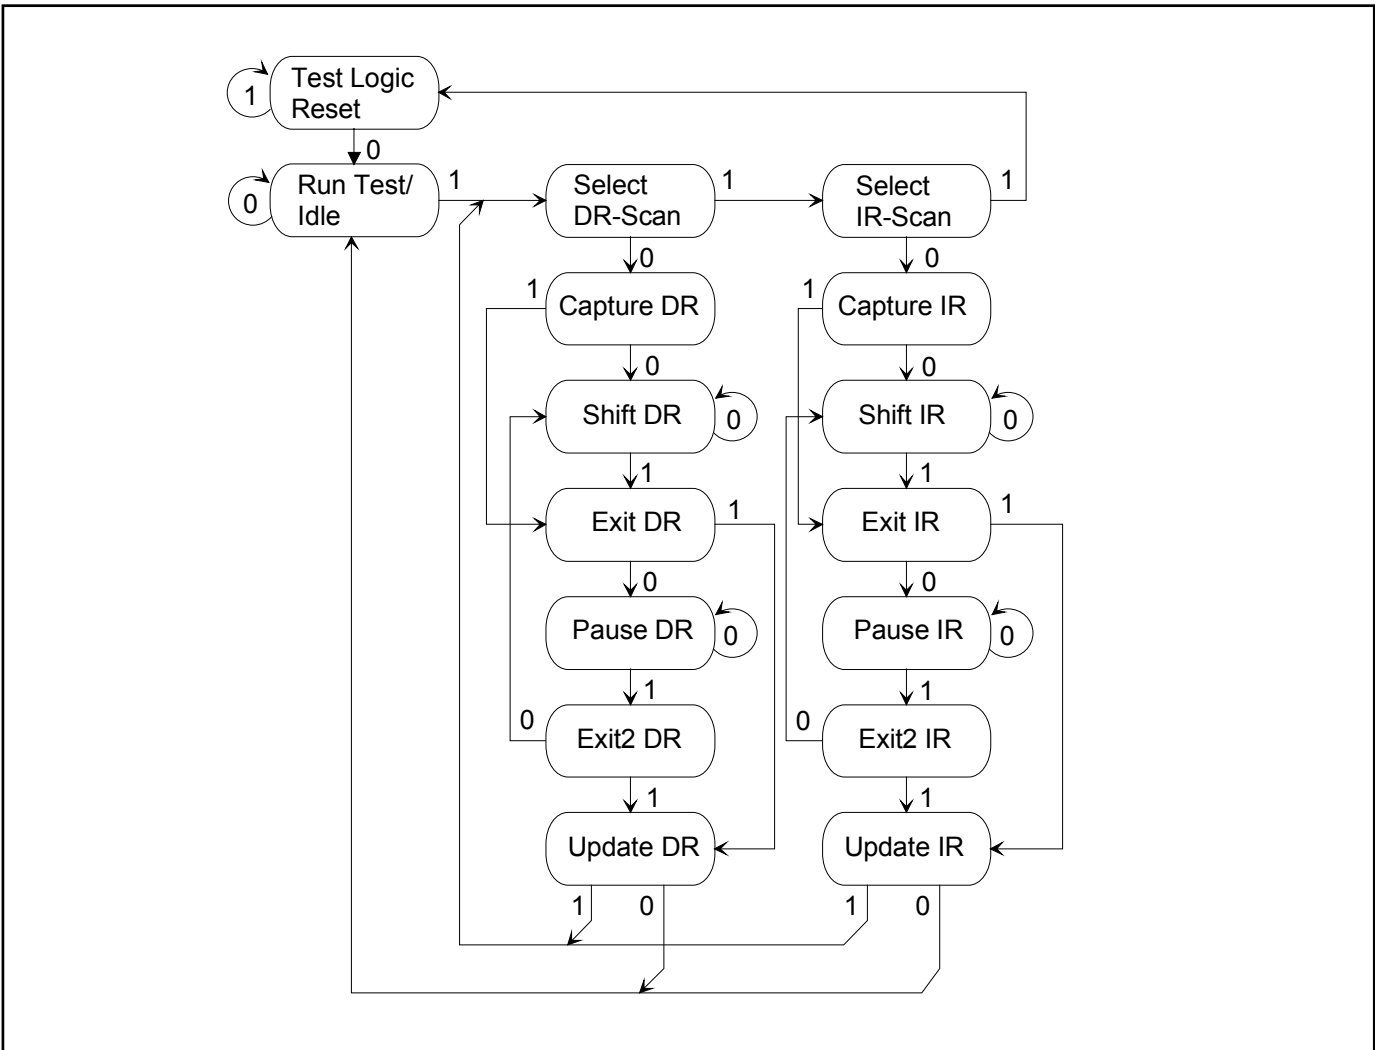 Test Logic
Reset
1
0
Run Test/
Idle
0
1
Select
DR-Scan
1
Select
IR-Scan
1
0
0
1
Capture DR
1
Capture IR
0
0
Shift DR
0
Shift IR
0
1
1
Exit DR
1
Exit IR
1
0
0
Pause DR
0
Pause IR
0
1
1
0
Exit2 DR
0
Exit2 IR
1
1
Update DR
Update IR
1
0
1
0